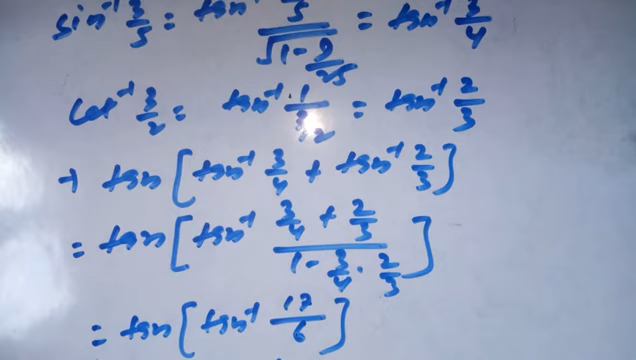 sin⁻¹ 3/5 = tan⁻¹ (3/5)/√(1 - 9/25) = tan⁻¹ 3/4
Cot⁻¹ 3/2 = tan⁻¹ 1/(3/2) = tan⁻¹ 2/3
→ tan [tan⁻¹ 3/4 + tan⁻¹ 2/3]
= tan [tan⁻¹ (3/4 + 2/3)/(1 - 3/4 · 2/3)]
= tan [tan⁻¹ 17/6]